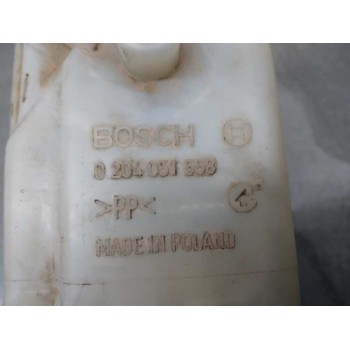 BOSCH
0 204 051 558
>PP<
MADE IN POLAND